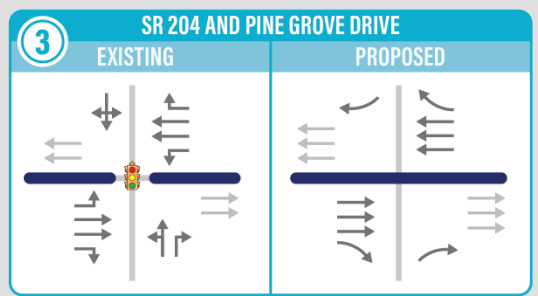 SR 204 AND PINE GROVE DRIVE
3
EXISTING
PROPOSED